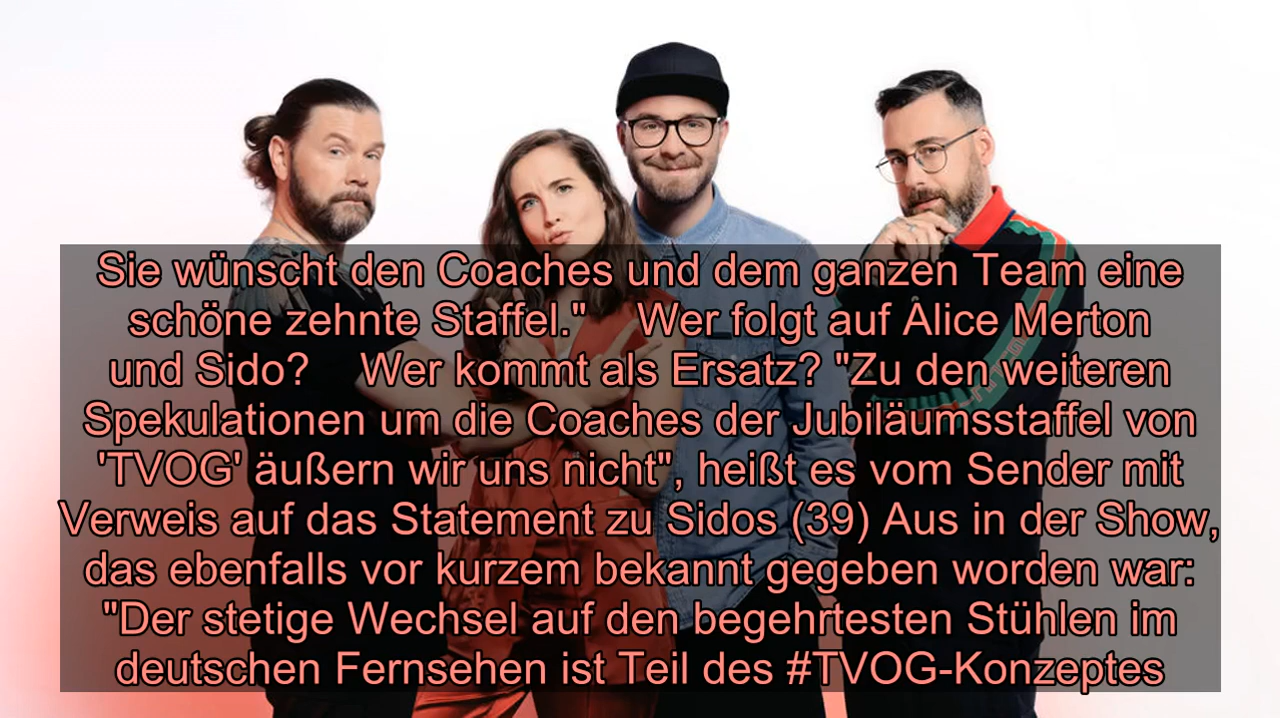 Sie wünscht den Coaches und dem ganzen Team eine
schöne zehnte Staffel."    Wer folgt auf Alice Merton
und Sido?    Wer kommt als Ersatz? "Zu den weiteren
Spekulationen um die Coaches der Jubiläumsstaffel von
'TVOG' äußern wir uns nicht", heißt es vom Sender mit
Verweis auf das Statement zu Sidos (39) Aus in der Show,
das ebenfalls vor kurzem bekannt gegeben worden war:
"Der stetige Wechsel auf den begehrtesten Stühlen im
deutschen Fernsehen ist Teil des #TVOG-Konzeptes